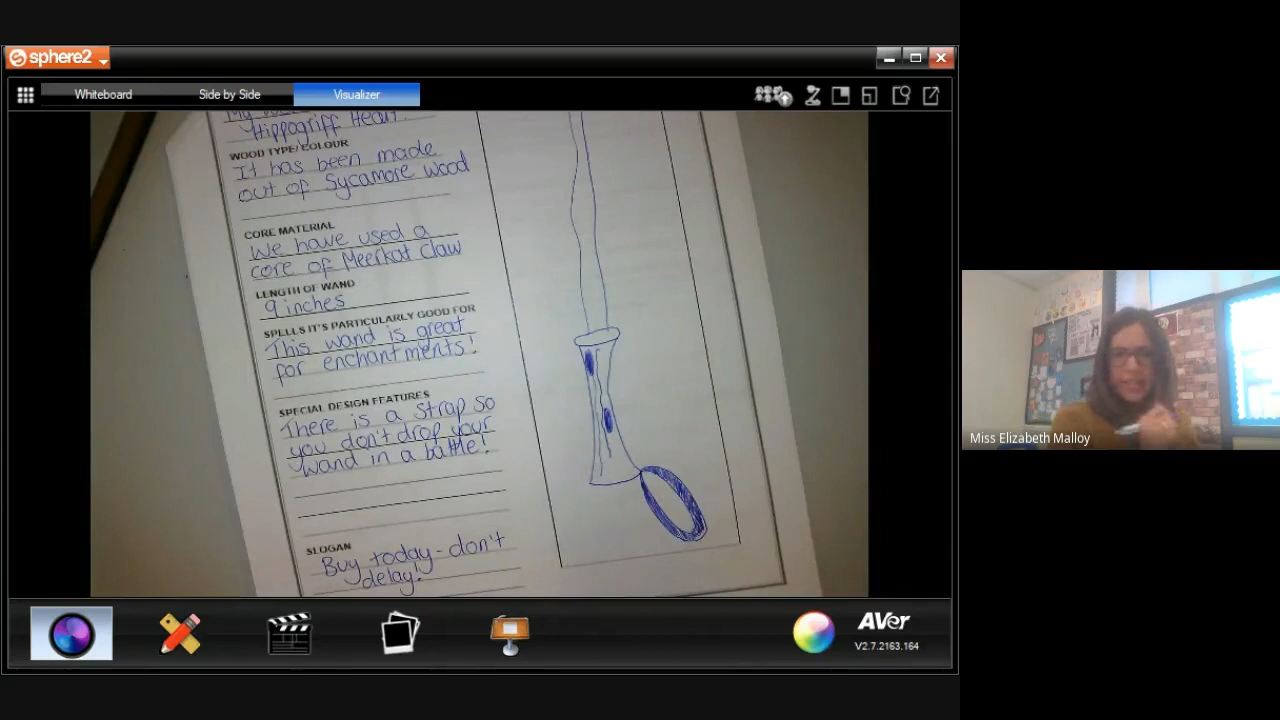 sphere2
Whiteboard
Side by Side
Visualizer
Hippogriff Heart.
WOOD TYPE/COLOUR
It has been made
out of Sycamore wood
CORE MATERIAL
We have used a
core of Meerkat Claw
LENGTH OF WAND
9 inches
SPELLS IT'S PARTICULARLY GOOD FOR
This wand is great
for enchantments!
SPECIAL DESIGN FEATURES
There is a strap so
you don't drop your
wand in a battle!
SLOGAN
Buy today - don't
delay!
AVer
V2.7.2163.164
Miss Elizabeth Malloy